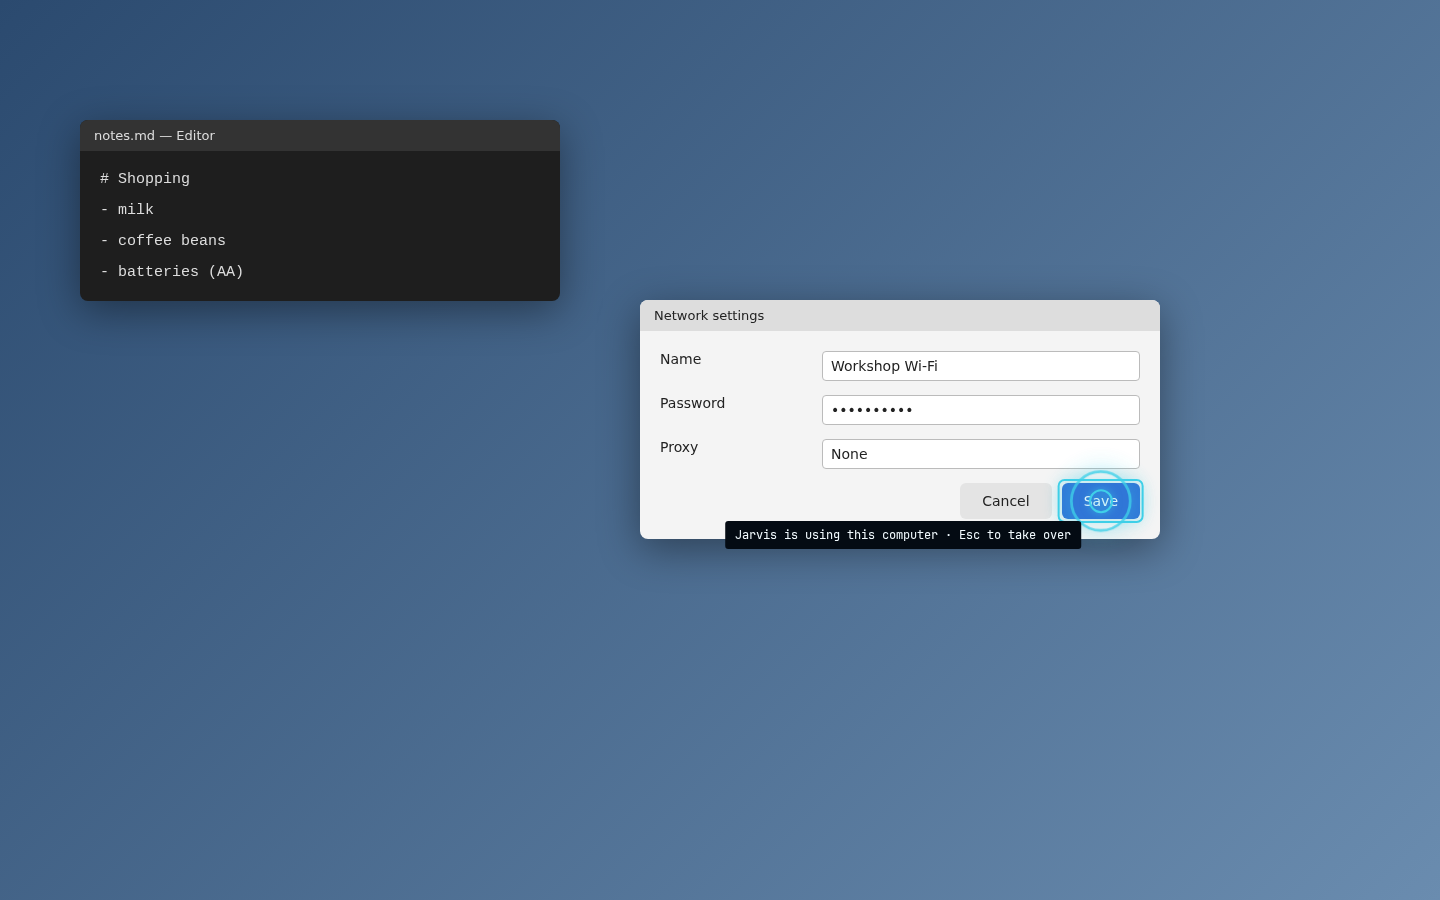 notes.md — Editor
# Shopping
- milk
- coffee beans
- batteries (AA)
Network settings
Name
Workshop Wi-Fi
Password
••••••••••
Proxy
None
Cancel
Save
Jarvis is using this computer · Esc to take over